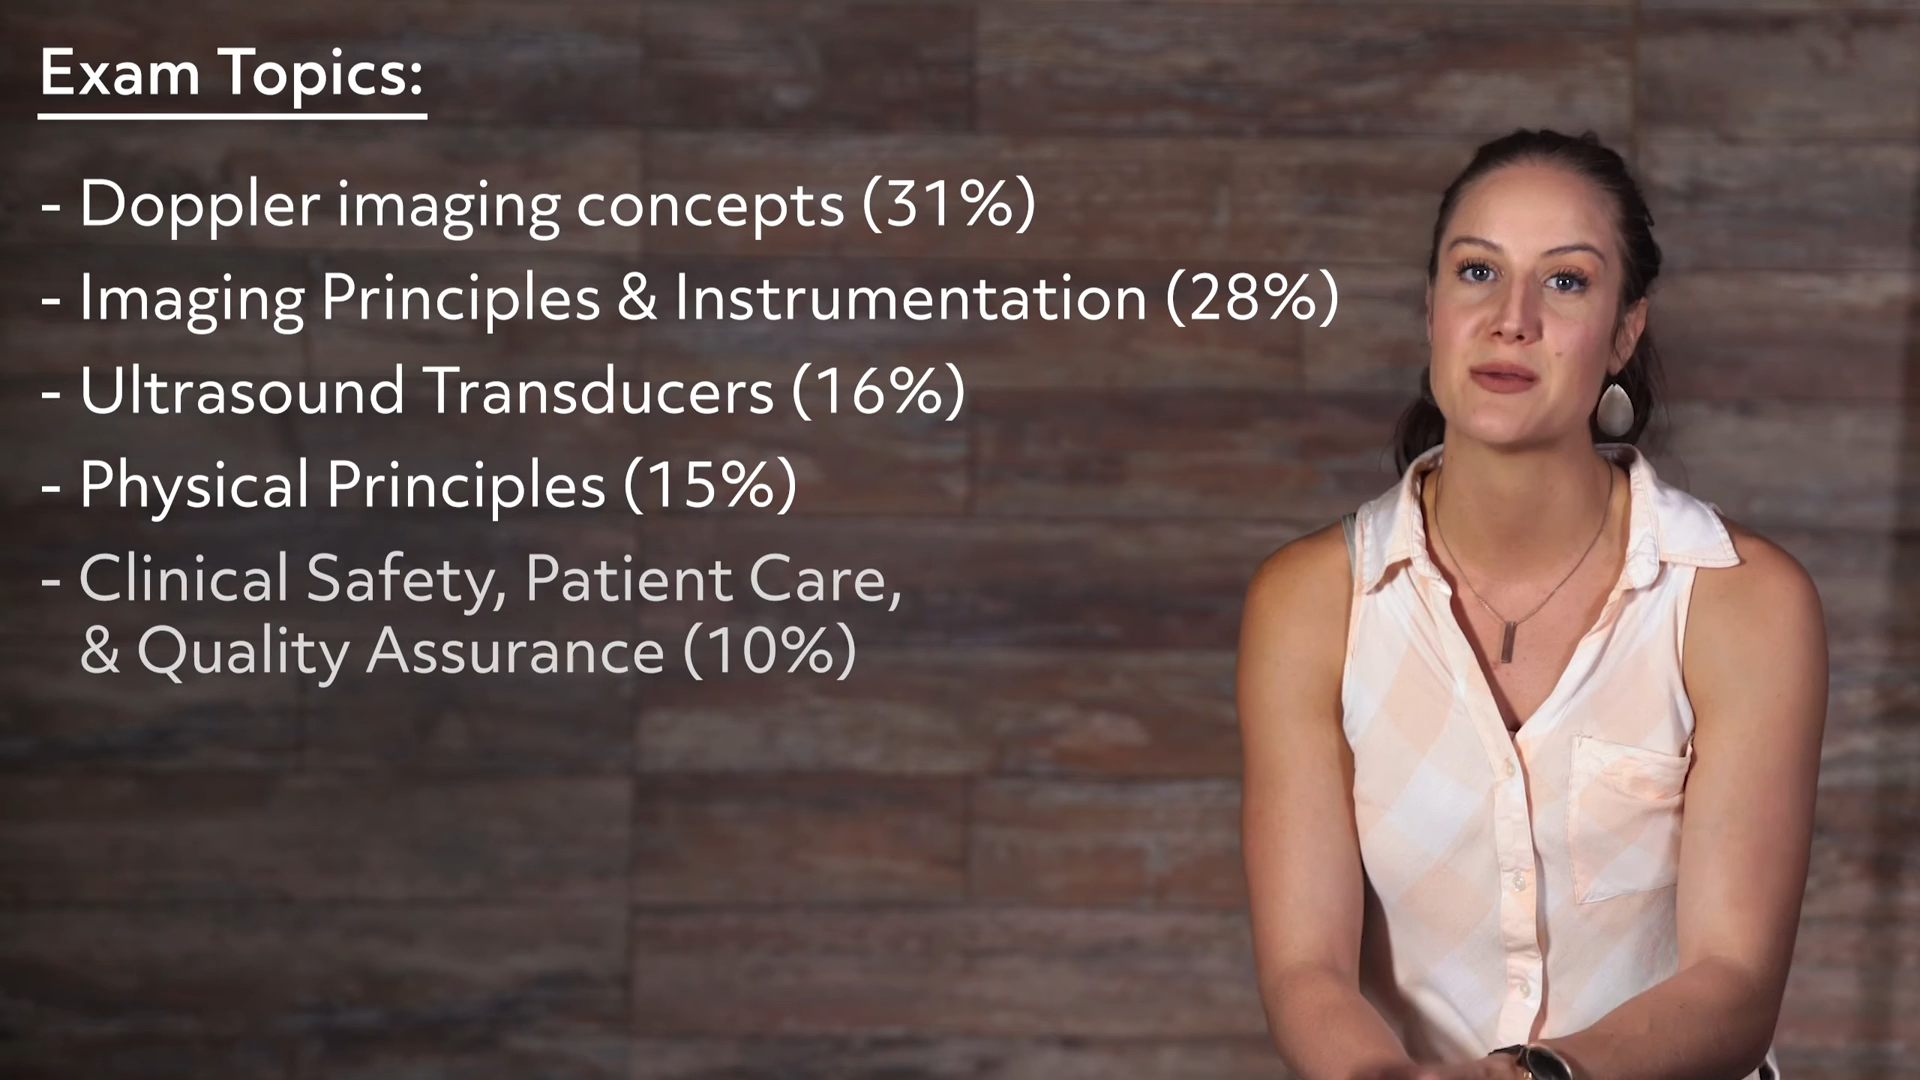 Exam Topics:
- Doppler imaging concepts (31%)
- Imaging Principles & Instrumentation (28%)
- Ultrasound Transducers (16%)
- Physical Principles (15%)
- Clinical Safety, Patient Care,
& Quality Assurance (10%)